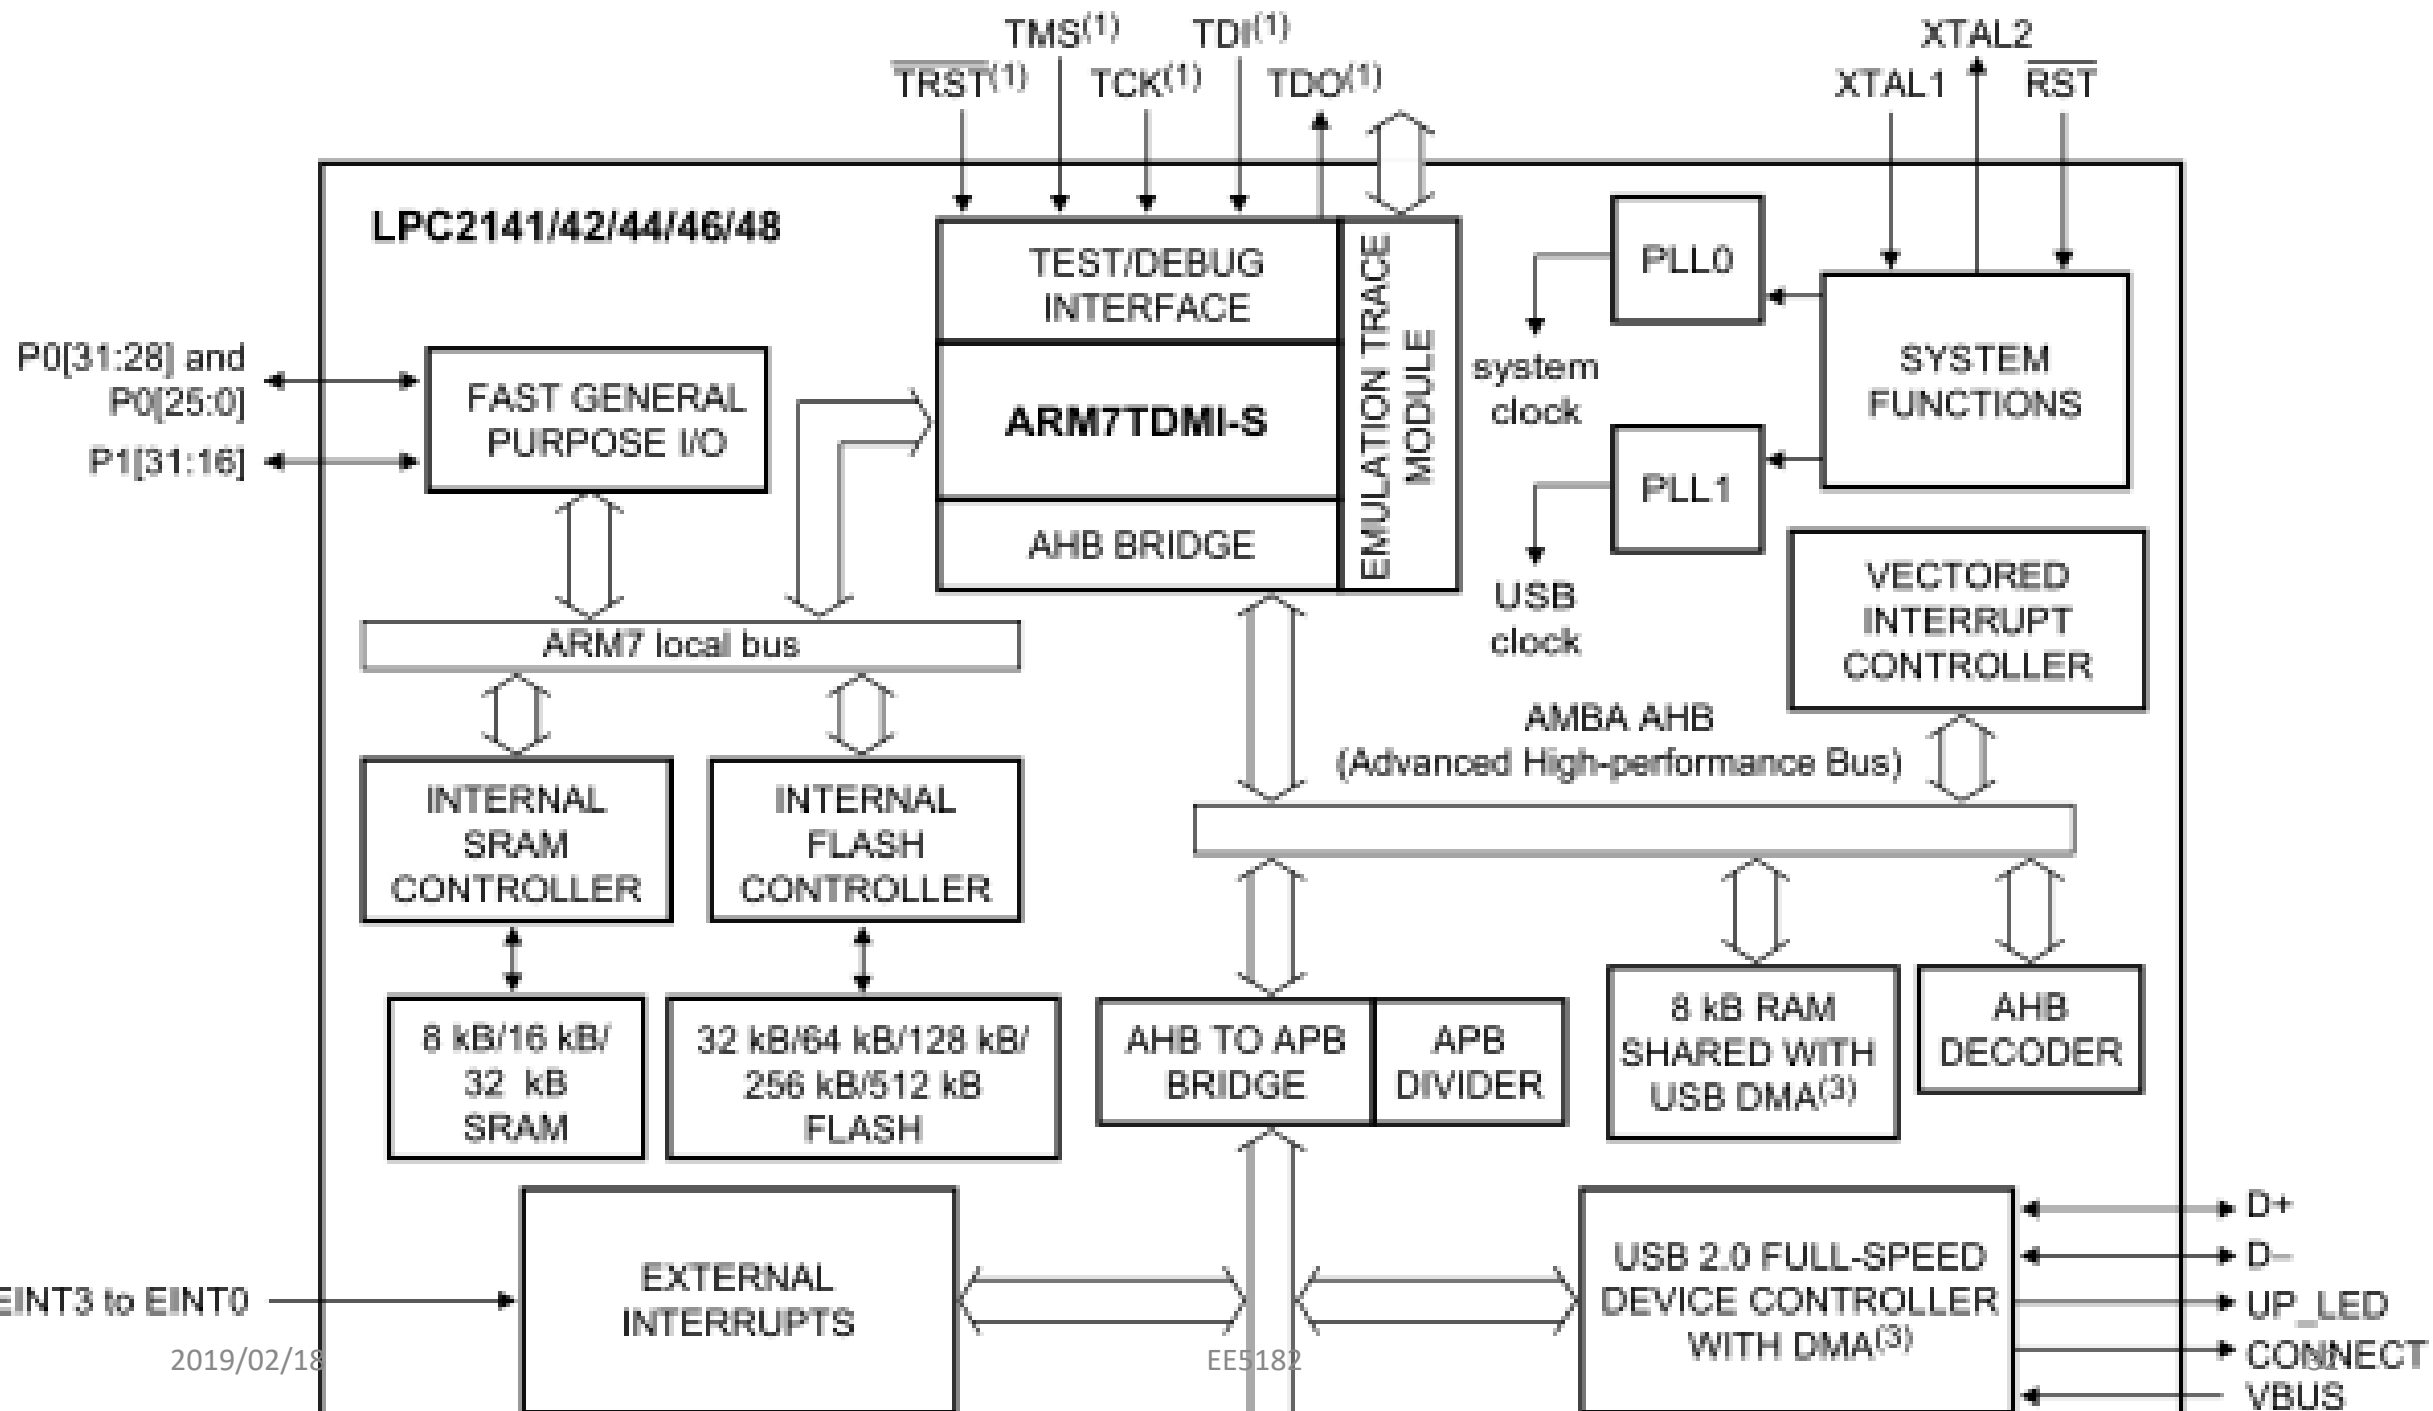 TMS(1) TDI(1) XTAL2
TRST(1) TCK(1) TDO(1) XTAL1 RST
LPC2141/42/44/46/48
TEST/DEBUG
INTERFACE
EMULATION TRACE
MODULE
PLL0
system
clock
SYSTEM
FUNCTIONS
P0[31:28] and
P0[25:0]
P1[31:16]
FAST GENERAL
PURPOSE I/O
ARM7TDMI-S
AHB BRIDGE
PLL1
USB
clock
VECTORED
INTERRUPT
CONTROLLER
ARM7 local bus
AMBA AHB
(Advanced High-performance Bus)
INTERNAL
SRAM
CONTROLLER
INTERNAL
FLASH
CONTROLLER
8 kB/16 kB/
32 kB
SRAM
32 kB/64 kB/128 kB/
256 kB/512 kB
FLASH
AHB TO APB
BRIDGE
APB
DIVIDER
8 kB RAM
SHARED WITH
USB DMA(3)
AHB
DECODER
EINT3 to EINT0
EXTERNAL
INTERRUPTS
USB 2.0 FULL-SPEED
DEVICE CONTROLLER
WITH DMA(3)
D+
D−
UP_LED
CONNECT
VBUS
2019/02/18
EE5182